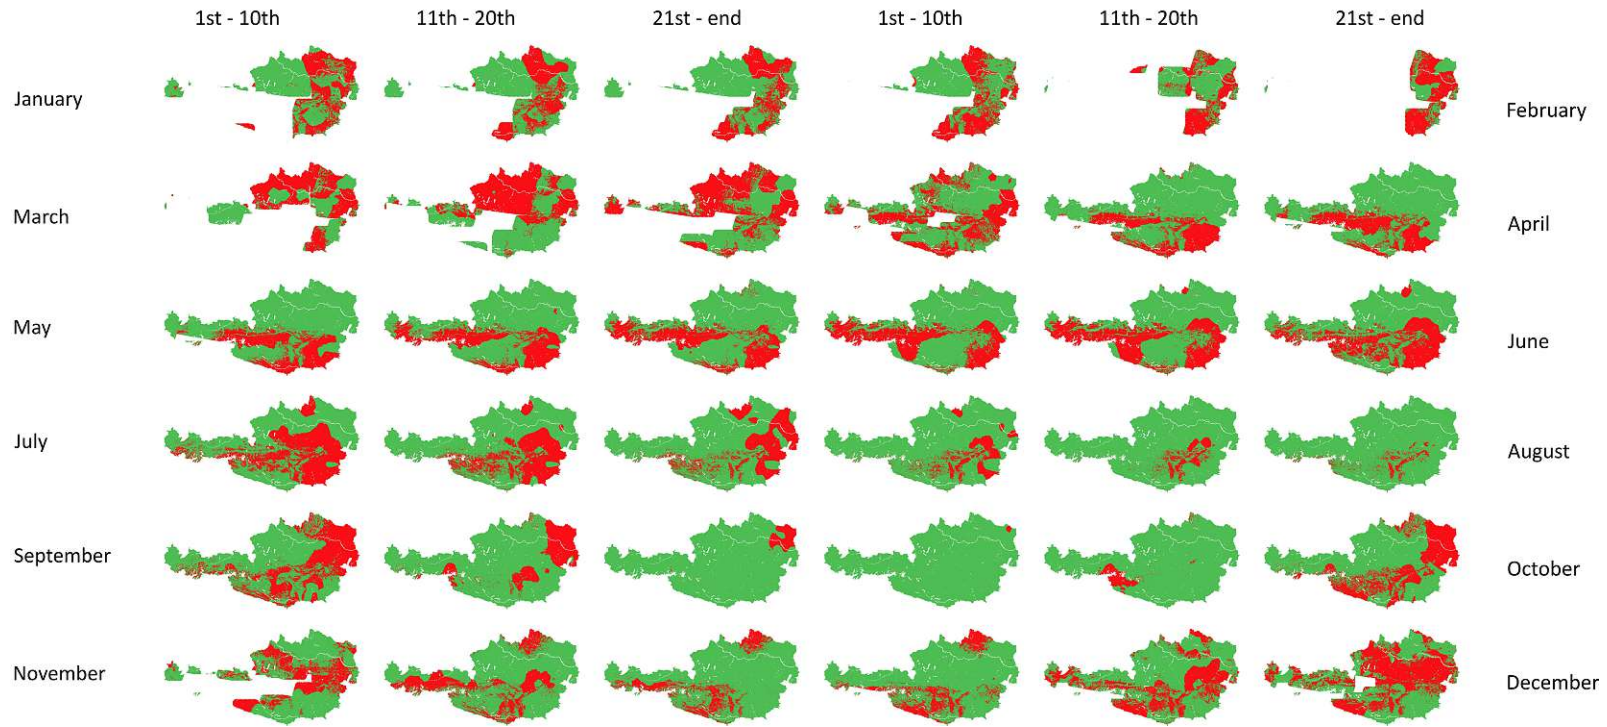 1st - 10th 11th - 20th 21st - end 1st - 10th 11th - 20th 21st - end
January February
March April
May June
July August
September October
November December